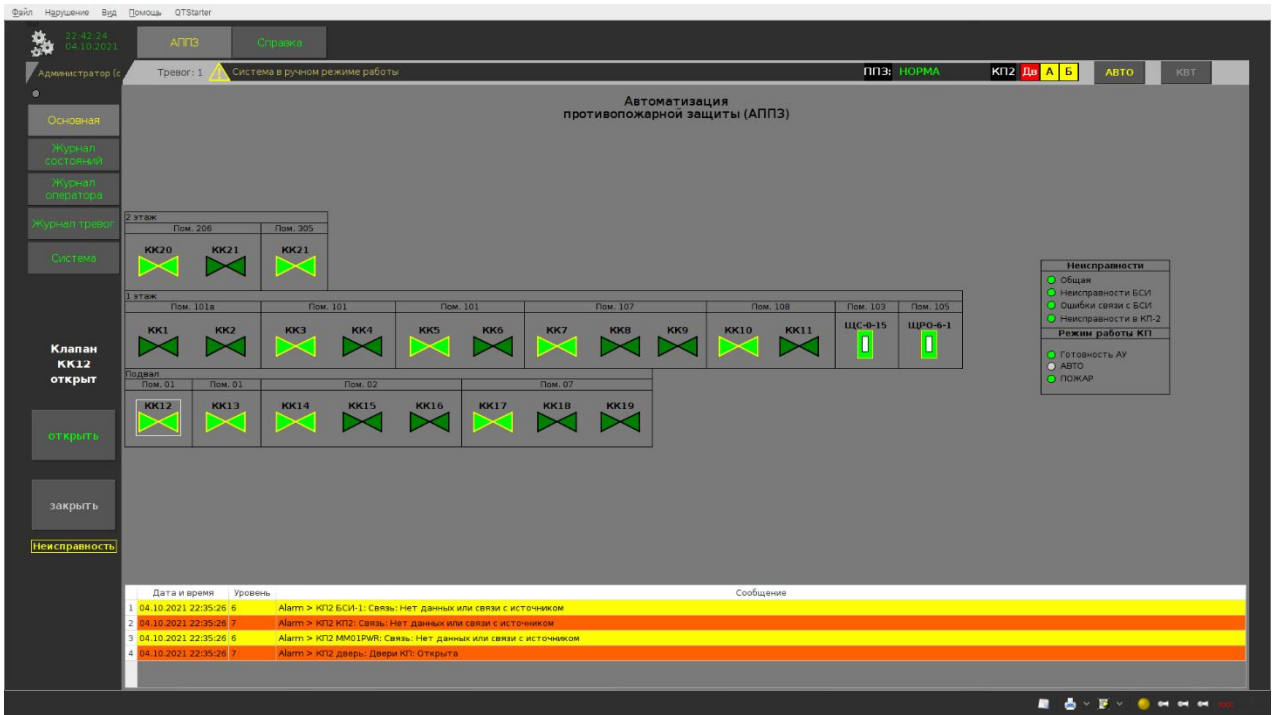 Файл Нарушение Вид Помощь QTStarter
22:42:24
04.10.2021
АППЗ
Справка
Администратор (с
Тревог: 1
Система в ручном режиме работы
ППЗ: НОРМА
КП2 Дв А Б
АВТО
КВТ
Автоматизация
противопожарной защиты (АППЗ)
Основная
Журнал
состояний
Журнал
оператора
Журнал тревог
Система
Клапан
КК12
открыт
открыть
закрыть
Неисправность
2 этаж
Пом. 206 Пом. 305
КК20 КК21 КК21
1 этаж
Пом. 101а Пом. 101 Пом. 101 Пом. 107 Пом. 108 Пом. 103 Пом. 105
КК1 КК2 КК3 КК4 КК5 КК6 КК7 КК8 КК9 КК10 КК11 ЩС-0-15 ЩРО-6-1
Подвал
Пом. 01 Пом. 01 Пом. 02 Пом. 07
КК12 КК13 КК14 КК15 КК16 КК17 КК18 КК19
Неисправности
Общая
Неисправности БСИ
Ошибки связи с БСИ
Неисправности в КП-2
Режим работы КП
Готовность АУ
АВТО
ПОЖАР
Дата и время Уровень Сообщение
1 04.10.2021 22:35:26 6 Alarm > КП2 БСИ-1: Связь: Нет данных или связи с источником
2 04.10.2021 22:35:26 7 Alarm > КП2 КП2: Связь: Нет данных или связи с источником
3 04.10.2021 22:35:26 6 Alarm > КП2 MM01PWR: Связь: Нет данных или связи с источником
4 04.10.2021 22:35:26 7 Alarm > КП2 дверь: Двери КП: Открыта